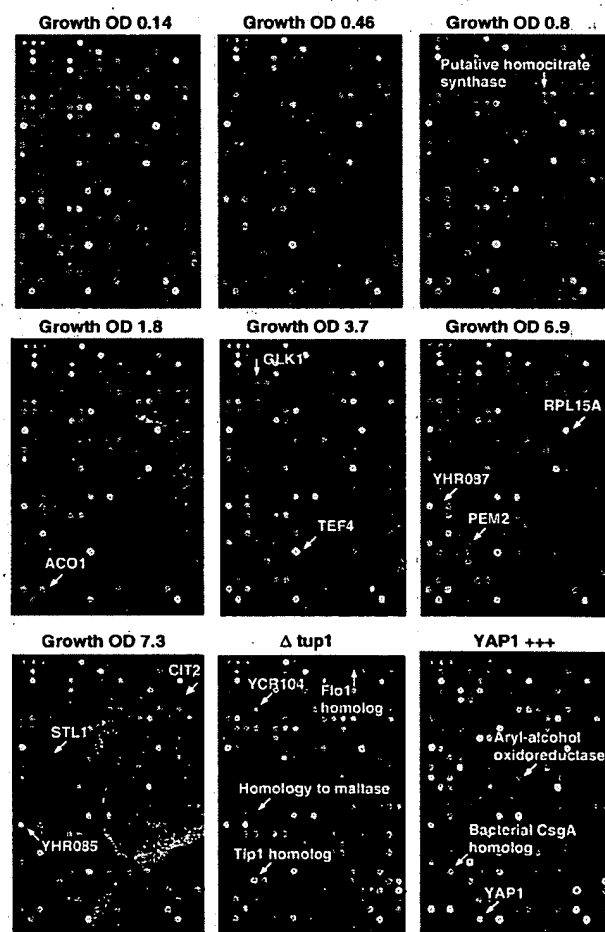 Growth OD 0.14
Growth OD 0.46
Growth OD 0.8
Putative homocitrate
synthase
Growth OD 1.8
Growth OD 3.7
Growth OD 6.9
GLK1
RPL15A
YHR087
PEM2
TEF4
ACO1
Growth OD 7.3
Δ tup1
YAP1 +++
CIT2
YCR104
Flo1
homolog
STL1
Aryl-alcohol
oxidoreductase
Homology to maltase
YHR085
Bacterial CsgA
homolog
Tip1 homolog
YAP1